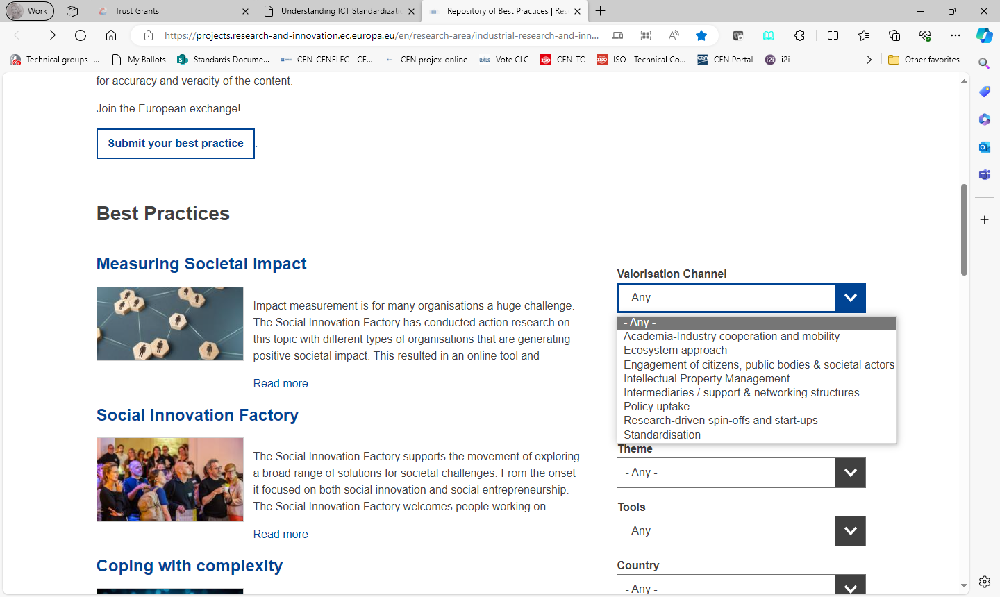 Work
Trust Grants
Understanding ICT Standardizati
Repository of Best Practices | Res
https://projects.research-and-innovation.ec.europa.eu/en/research-area/industrial-research-and-inn...
Technical groups -...
My Ballots
Standards Docume...
CEN-CENELEC - CE...
CEN projex-online
Vote CLC
CEN-TC
ISO - Technical Co...
CEN Portal
i2i
Other favorites
for accuracy and veracity of the content.
Join the European exchange!
Submit your best practice
.
Best Practices
Measuring Societal Impact
Impact measurement is for many organisations a huge challenge.
The Social Innovation Factory has conducted action research on
this topic with different types of organisations that are generating
positive societal impact. This resulted in an online tool and
Read more
Social Innovation Factory
The Social Innovation Factory supports the movement of exploring
a broad range of solutions for societal challenges. From the onset
it focused on both social innovation and social entrepreneurship.
The Social Innovation Factory welcomes people working on
Read more
Coping with complexity
Valorisation Channel
- Any -
- Any -
Academia-Industry cooperation and mobility
Ecosystem approach
Engagement of citizens, public bodies & societal actors
Intellectual Property Management
Intermediaries / support & networking structures
Policy uptake
Research-driven spin-offs and start-ups
Standardisation
Theme
- Any -
Tools
- Any -
Country
- Any -